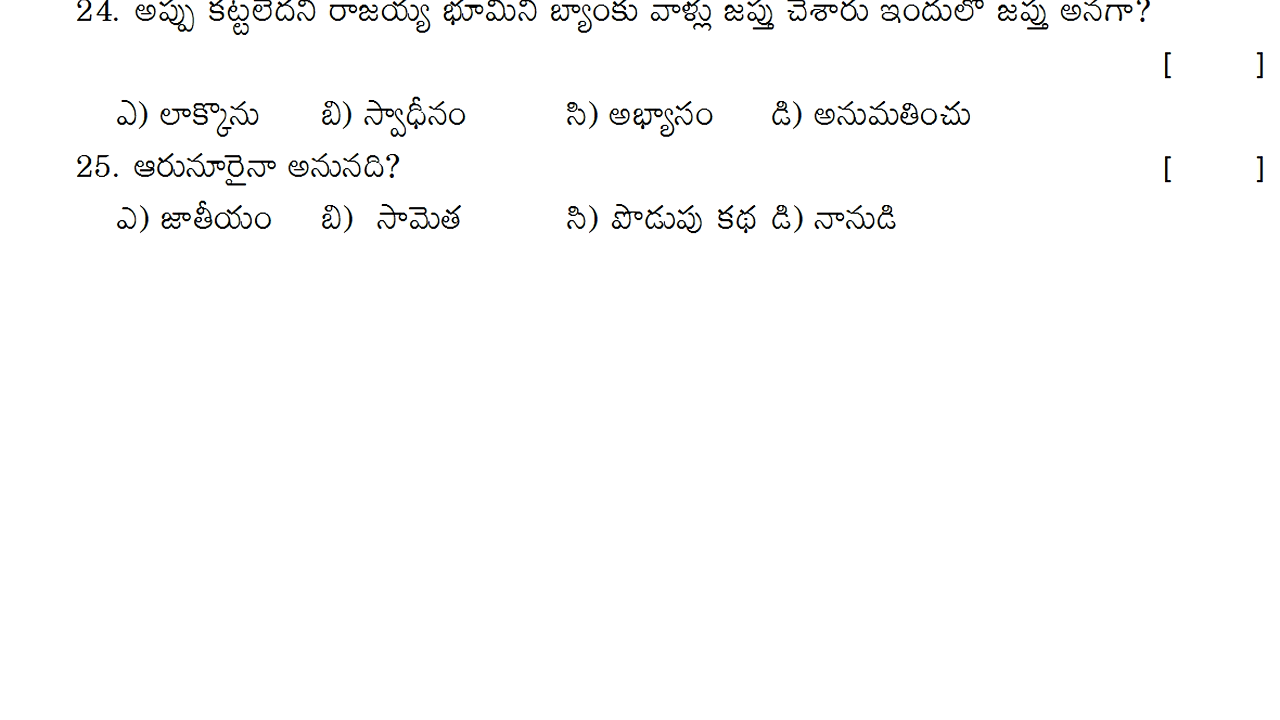 24. అప్పు కట్టలేదని రాజయ్య భూమిని బ్యాంకు వాళ్లు జప్తు చేశారు ఇందులో జప్తు అనగా?
[ ]
ఎ) లాక్కొను బి) స్వాధీనం సి) అభ్యాసం డి) అనుమతించు
25. ఆరునూరైనా అనునది? [ ]
ఎ) జాతీయం బి) సామెత సి) పొడుపు కథ డి) నానుడి